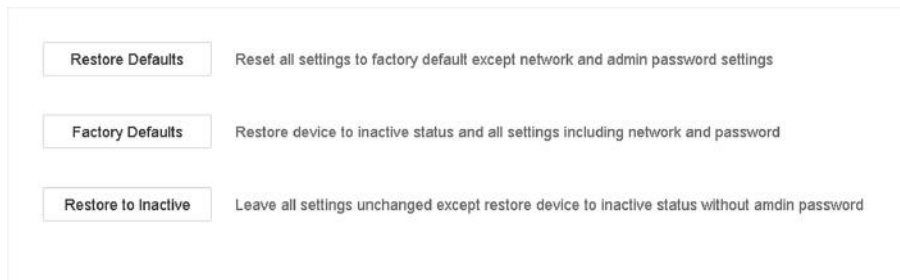 Restore Defaults Reset all settings to factory default except network and admin password settings
Factory Defaults Restore device to inactive status and all settings including network and password
Restore to Inactive Leave all settings unchanged except restore device to inactive status without amdin password